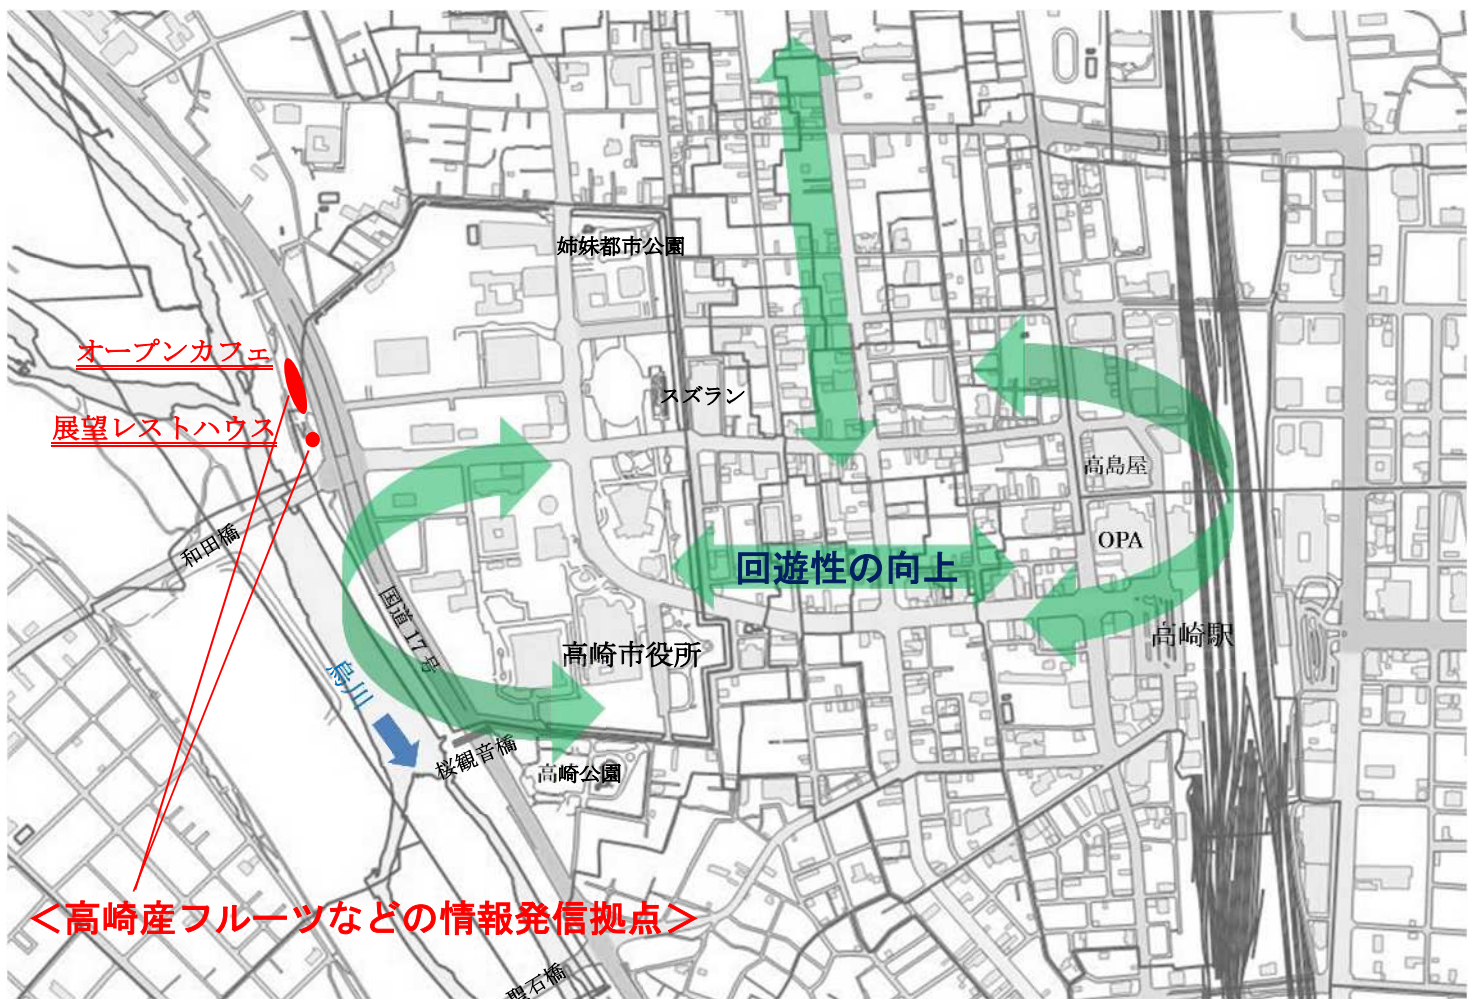 姉妹都市公園
オープンカフェ
スズラン
展望レストハウス
高島屋
和田橋
OPA
回遊性の向上
国道17号
高崎駅
高崎市役所
烏川
桜観音橋
高崎公園
＜高崎産フルーツなどの情報発信拠点＞
聖石橋